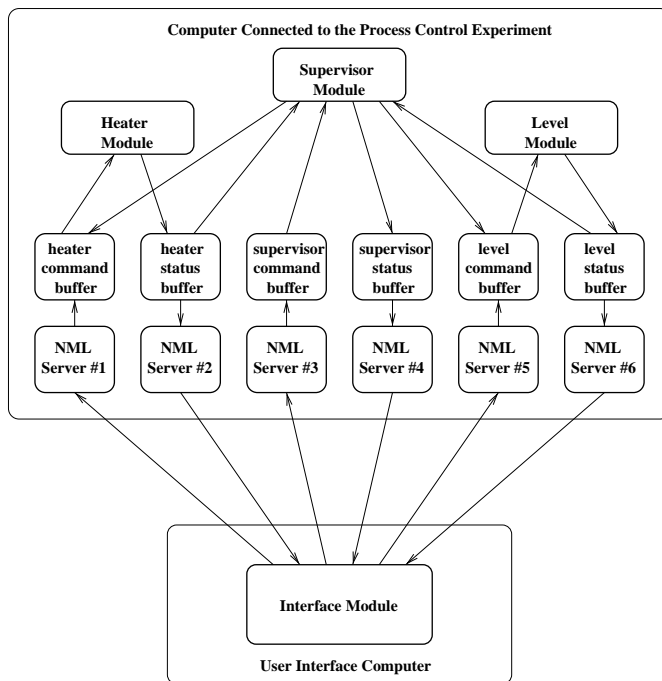 Computer Connected to the Process Control Experiment
Supervisor
Module
Heater
Module
Level
Module
heater
command
buffer
heater
status
buffer
supervisor
command
buffer
supervisor
status
buffer
level
command
buffer
level
status
buffer
NML
Server #1
NML
Server #2
NML
Server #3
NML
Server #4
NML
Server #5
NML
Server #6
Interface Module
User Interface Computer